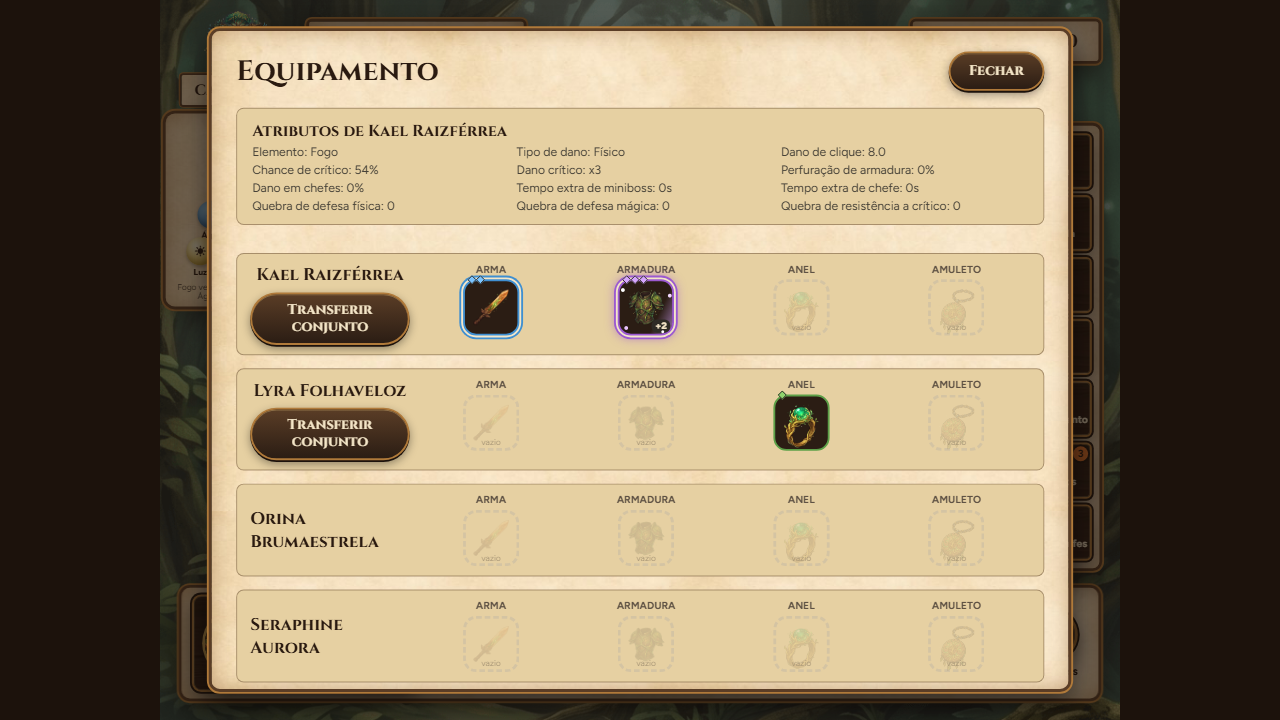 Equipamento
Fechar
Atributos de Kael Raizférrea
Elemento: Fogo
Tipo de dano: Físico
Dano de clique: 8.0
Chance de crítico: 54%
Dano crítico: x3
Perfuração de armadura: 0%
Dano em chefes: 0%
Tempo extra de miniboss: 0s
Tempo extra de chefe: 0s
Quebra de defesa física: 0
Quebra de defesa mágica: 0
Quebra de resistência a crítico: 0
Kael Raizférrea
Transferir
conjunto
ARMA
ARMADURA
+2
ANEL
vazio
AMULETO
vazio
Lyra Folhaveloz
Transferir
conjunto
ARMA
vazio
ARMADURA
vazio
ANEL
AMULETO
vazio
Orina
Brumaestrela
ARMA
vazio
ARMADURA
vazio
ANEL
vazio
AMULETO
vazio
Seraphine
Aurora
ARMA
vazio
ARMADURA
vazio
ANEL
vazio
AMULETO
vazio
3